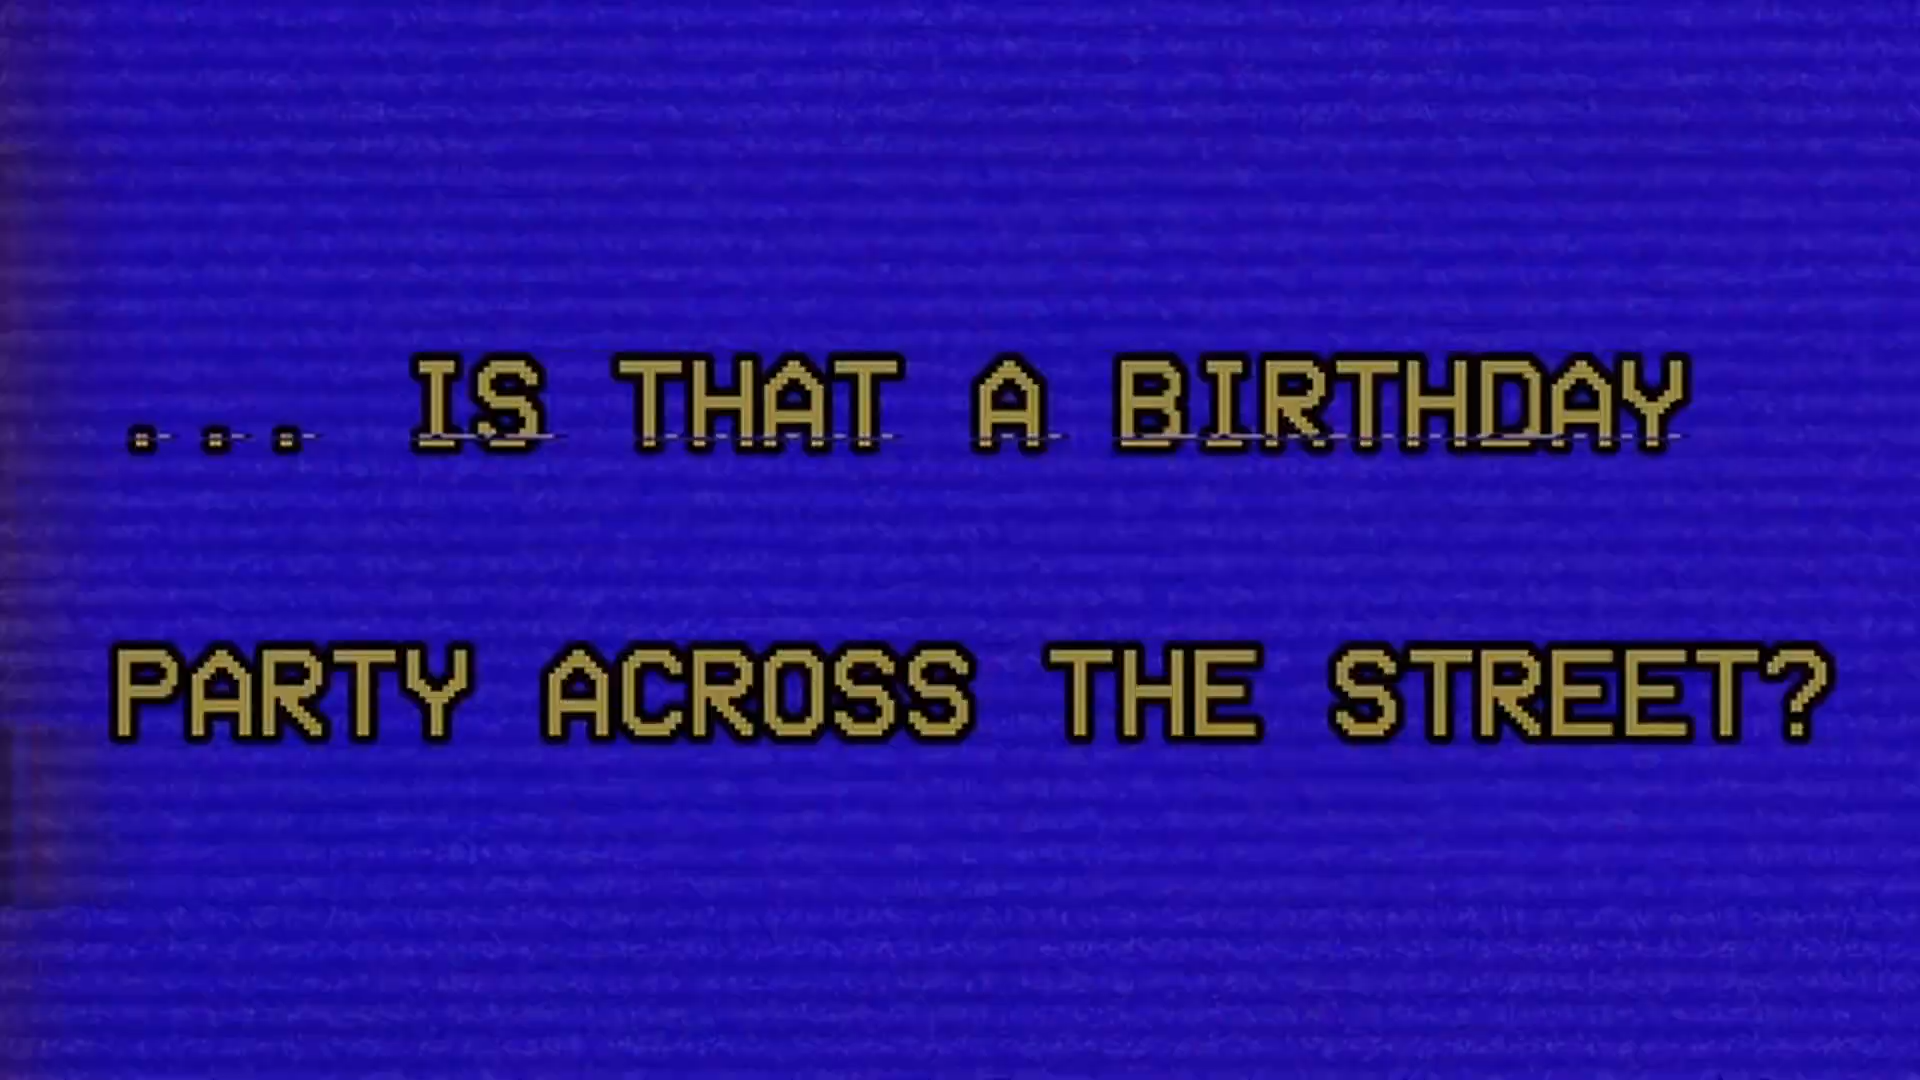 ... IS THAT A BIRTHDAY
PARTY ACROSS THE STREET?